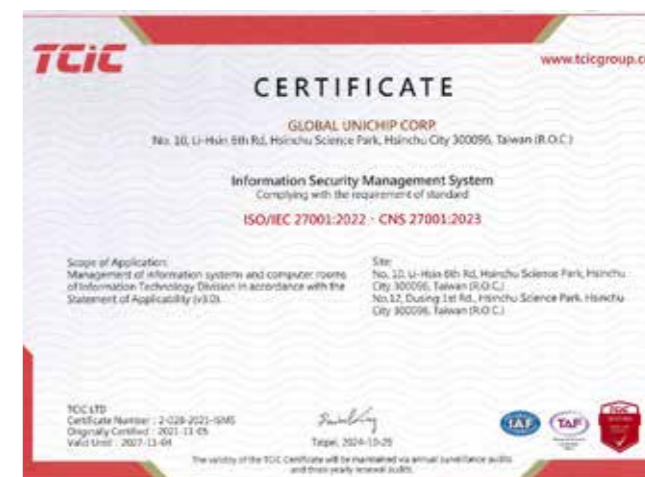 TCiC
www.tcicgroup.c
CERTIFICATE
GLOBAL UNICHIP CORP.
No. 10, Li-Hsin 6th Rd, Hsinchu Science Park, Hsinchu City 300096, Taiwan (R.O.C.)
Information Security Management System
Complying with the requirement of standard
ISO/IEC 27001:2022 · CNS 27001:2023
Scope of Application:
Management of information systems and computer rooms
of Information Technology Division in accordance with the
Statement of Applicability (v3.0).
Site:
No. 10, Li-Hsin 6th Rd, Hsinchu Science Park, Hsinchu
City 300096, Taiwan (R.O.C.)
No.12, Dusing 1st Rd., Hsinchu Science Park, Hsinchu
City 300096, Taiwan (R.O.C.)
TCIC LTD
Certificate Number : 2-028-2021-ISMS
Originally Certified : 2021-11-05
Valid Until : 2027-11-04
Taipei, 2024-10-29
IAF
TAF
TCIC
The validity of the TCIC Certificate will be maintained via annual surveillance audits
and three yearly renewal audits.